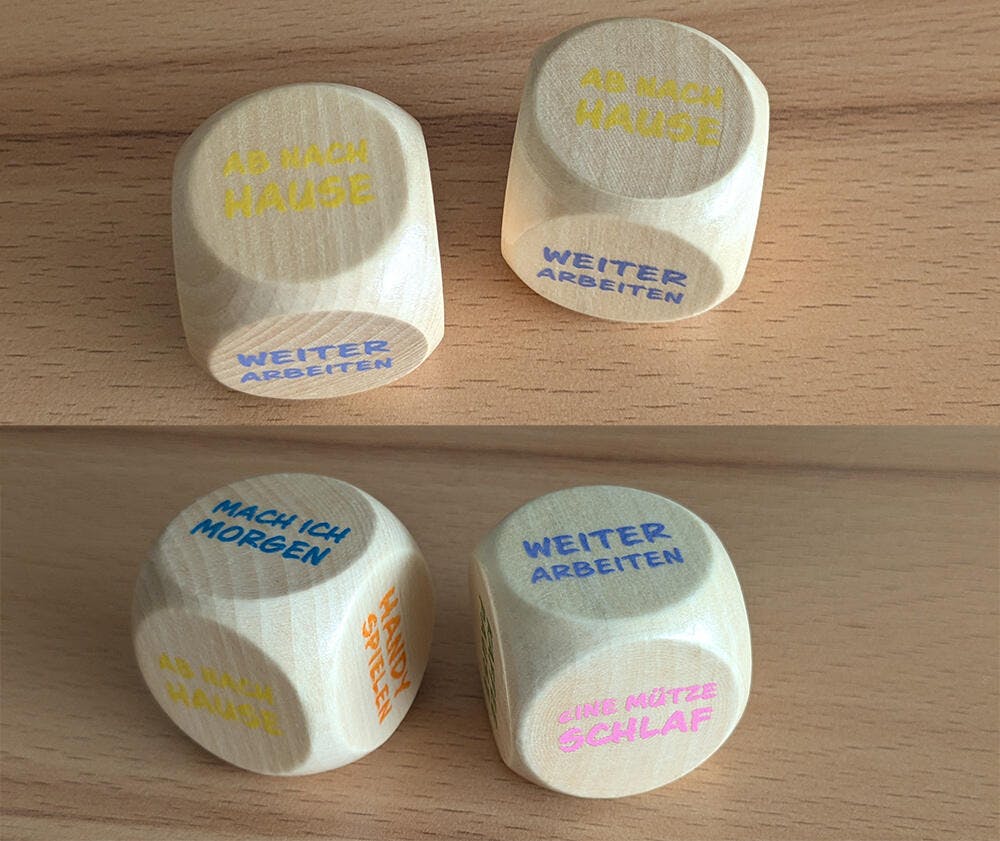 AB NACH
HAUSE
WEITER
ARBEITEN
AB NACH
HAUSE
WEITER
ARBEITEN
MACH ICH
MORGEN
AB NACH
HAUSE
HANDY
SPIELEN
WEITER
ARBEITEN
EINE MÜTZE
SCHLAF